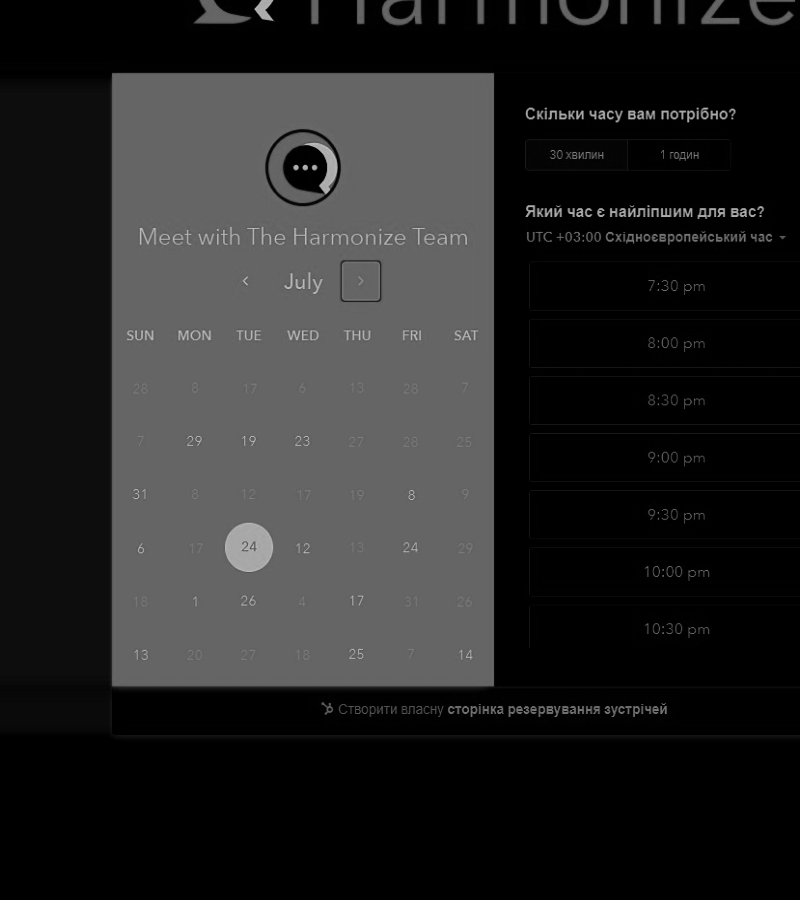 Harmonize
Meet with The Harmonize Team
July
SUN MON TUE WED THU FRI SAT
28 8 17 6 13 28 7
7 29 19 23 27 28 25
31 8 12 17 19 8 9
6 17 24 12 13 24 29
18 1 26 4 17 31 26
13 20 27 18 25 7 14
Скільки часу вам потрібно?
30 хвилин 1 годин
Який час є найліпшим для вас?
UTC +03:00 Східноєвропейський час
7:30 pm
8:00 pm
8:30 pm
9:00 pm
9:30 pm
10:00 pm
10:30 pm
Створити власну сторінка резервування зустрічей